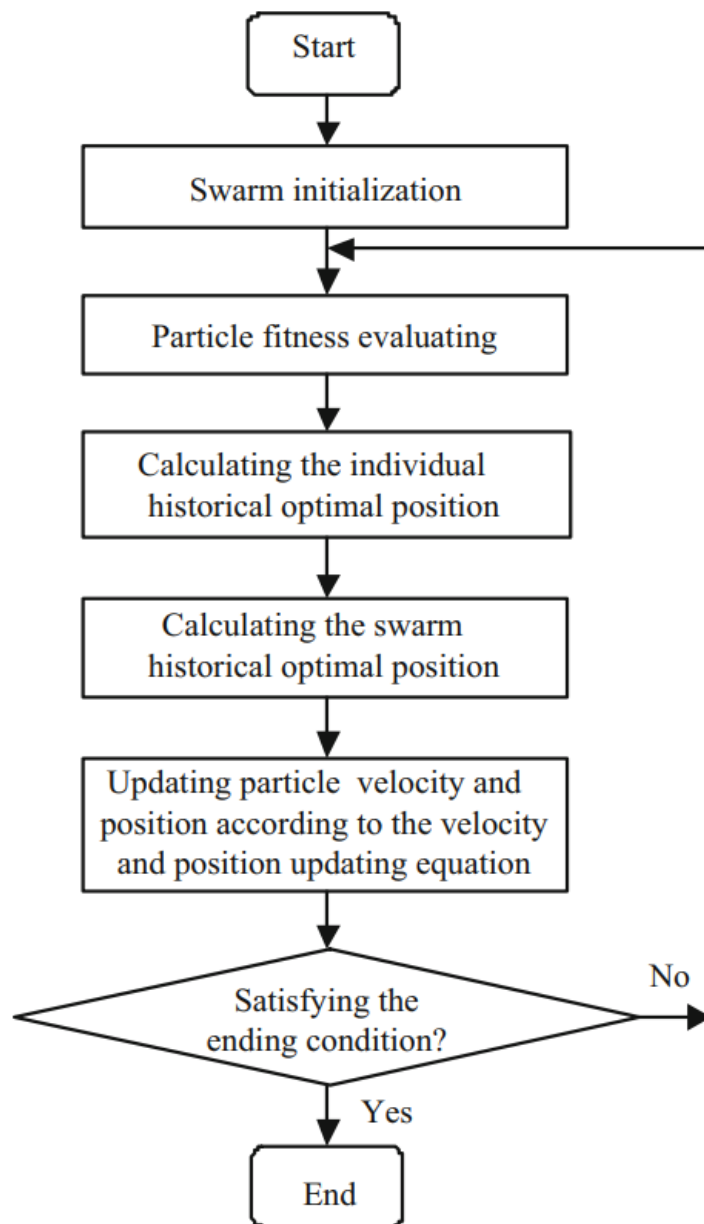 Start
Swarm initialization
Particle fitness evaluating
Calculating the individual
historical optimal position
Calculating the swarm
historical optimal position
Updating particle velocity and
position according to the velocity
and position updating equation
No
Satisfying the
ending condition?
Yes
End